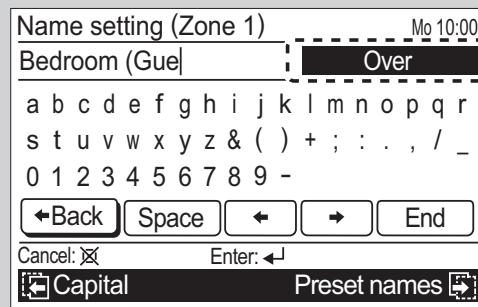 Name setting (Zone 1) Mo 10:00
Bedroom (Gue Over
a b c d e f g h i j k l m n o p q r
s t u v w x y z & ( ) + ; : . , / _
0 1 2 3 4 5 6 7 8 9 -
←Back Space ← → End
Cancel: Enter:
Capital Preset names